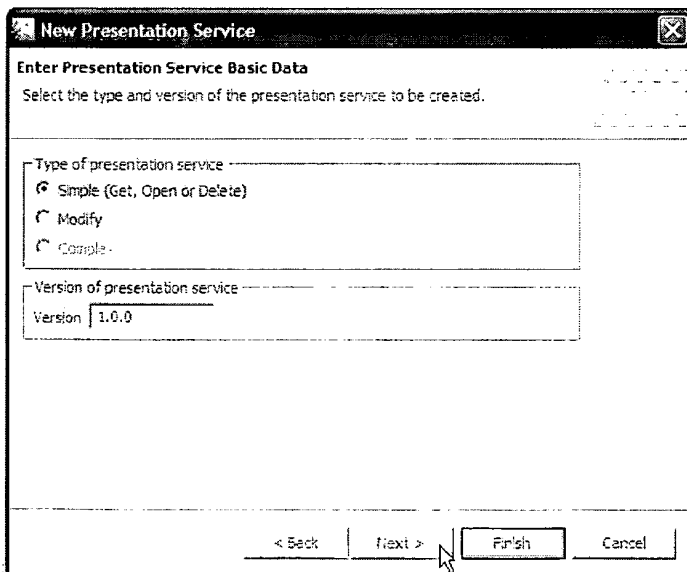 New Presentation Service
Enter Presentation Service Basic Data
Select the type and version of the presentation service to be created.
Type of presentation service
Simple (Get, Open or Delete)
Modify
Version of presentation service
Version 1.0.0
< Back Next > Finish Cancel